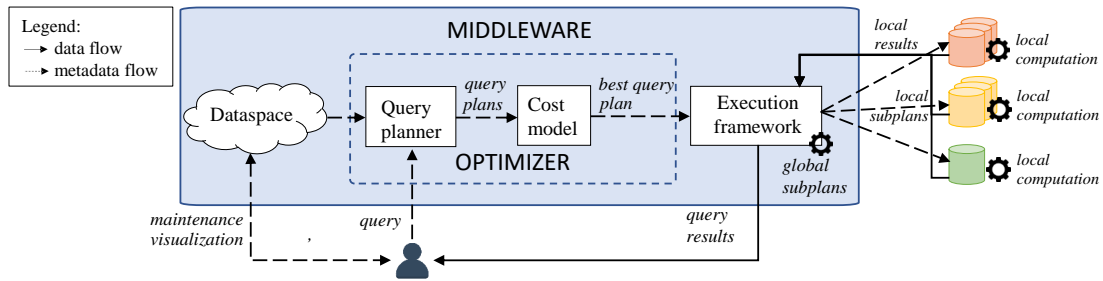 Legend:
data flow
metadata flow
MIDDLEWARE
Dataspace
Query
planner
query
plans
Cost
model
best query
plan
OPTIMIZER
Execution
framework
global
subplans
local
results
local
subplans
local
computation
local
computation
local
computation
maintenance
visualization
,
query
query
results